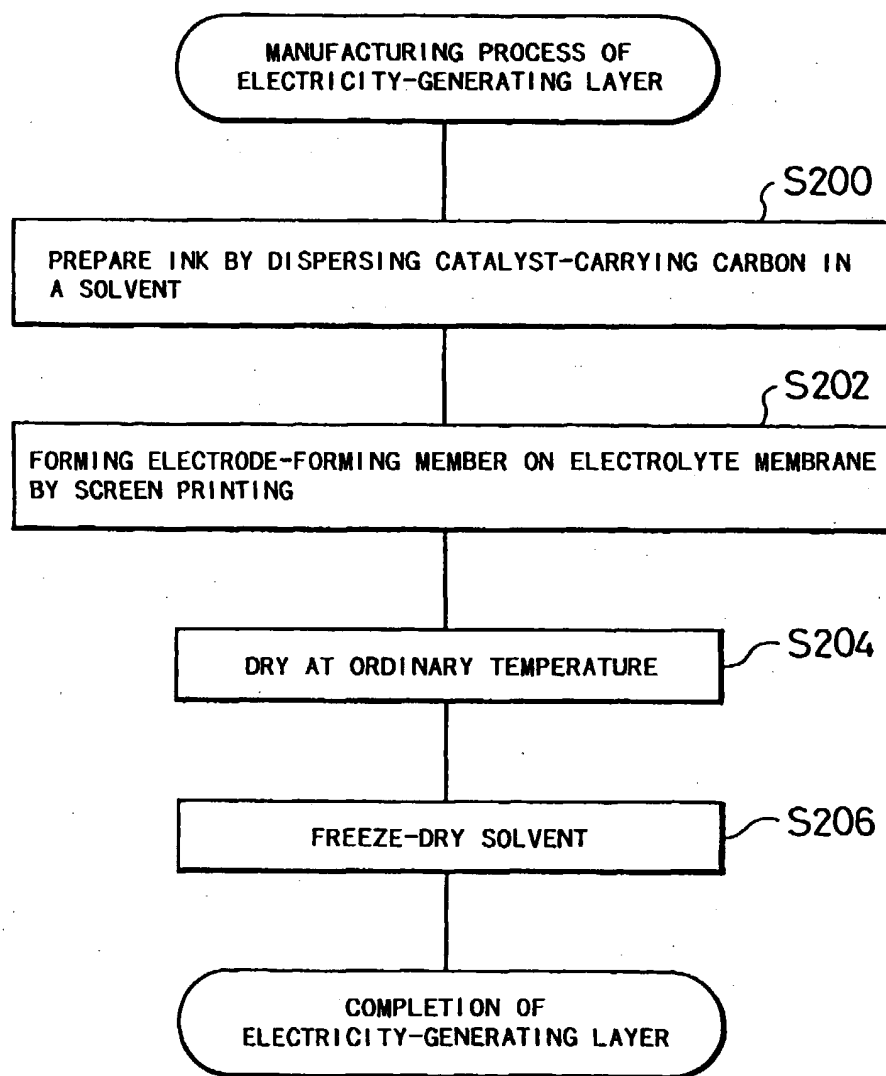 MANUFACTURING PROCESS OF
ELECTRICITY-GENERATING LAYER
S200
PREPARE INK BY DISPERSING CATALYST-CARRYING CARBON IN
A SOLVENT
S202
FORMING ELECTRODE-FORMING MEMBER ON ELECTROLYTE MEMBRANE
BY SCREEN PRINTING
S204
DRY AT ORDINARY TEMPERATURE
S206
FREEZE-DRY SOLVENT
COMPLETION OF
ELECTRICITY-GENERATING LAYER